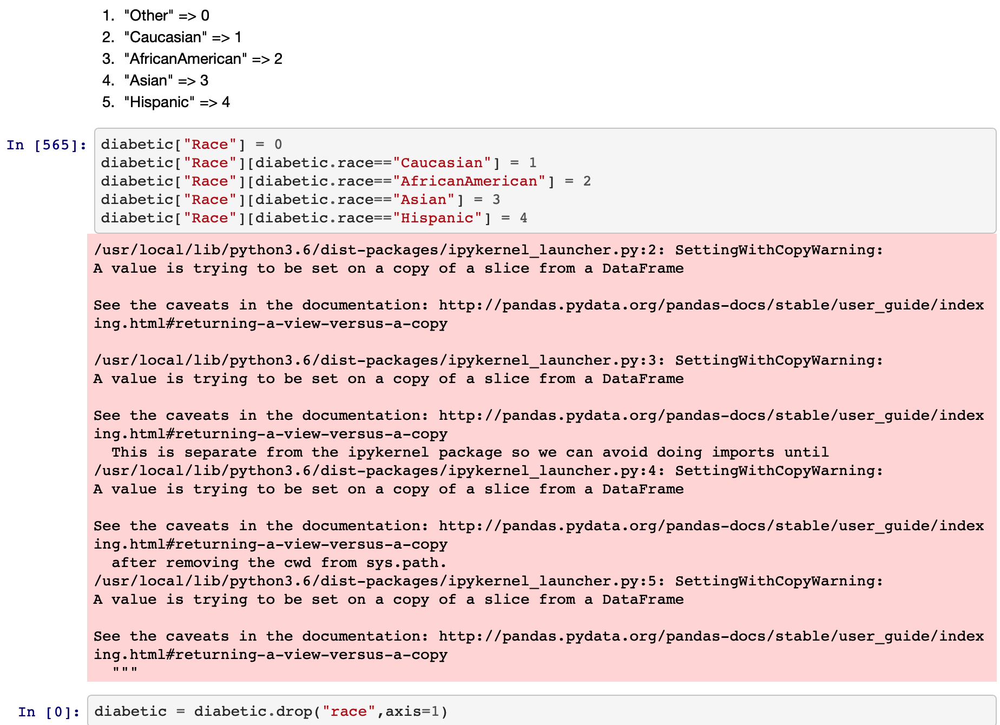 1. "Other" => 0
2. "Caucasian" => 1
3. "AfricanAmerican" => 2
4. "Asian" => 3
5. "Hispanic" => 4
In [565]: diabetic["Race"] = 0
diabetic["Race"][diabetic.race=="Caucasian"] = 1
diabetic["Race"][diabetic.race=="AfricanAmerican"] = 2
diabetic["Race"][diabetic.race=="Asian"] = 3
diabetic["Race"][diabetic.race=="Hispanic"] = 4
/usr/local/lib/python3.6/dist-packages/ipykernel_launcher.py:2: SettingWithCopyWarning:
A value is trying to be set on a copy of a slice from a DataFrame
See the caveats in the documentation: http://pandas.pydata.org/pandas-docs/stable/user_guide/index
ing.html#returning-a-view-versus-a-copy
/usr/local/lib/python3.6/dist-packages/ipykernel_launcher.py:3: SettingWithCopyWarning:
A value is trying to be set on a copy of a slice from a DataFrame
See the caveats in the documentation: http://pandas.pydata.org/pandas-docs/stable/user_guide/index
ing.html#returning-a-view-versus-a-copy
This is separate from the ipykernel package so we can avoid doing imports until
/usr/local/lib/python3.6/dist-packages/ipykernel_launcher.py:4: SettingWithCopyWarning:
A value is trying to be set on a copy of a slice from a DataFrame
See the caveats in the documentation: http://pandas.pydata.org/pandas-docs/stable/user_guide/index
ing.html#returning-a-view-versus-a-copy
after removing the cwd from sys.path.
/usr/local/lib/python3.6/dist-packages/ipykernel_launcher.py:5: SettingWithCopyWarning:
A value is trying to be set on a copy of a slice from a DataFrame
See the caveats in the documentation: http://pandas.pydata.org/pandas-docs/stable/user_guide/index
ing.html#returning-a-view-versus-a-copy
"""
In [0]: diabetic = diabetic.drop("race",axis=1)